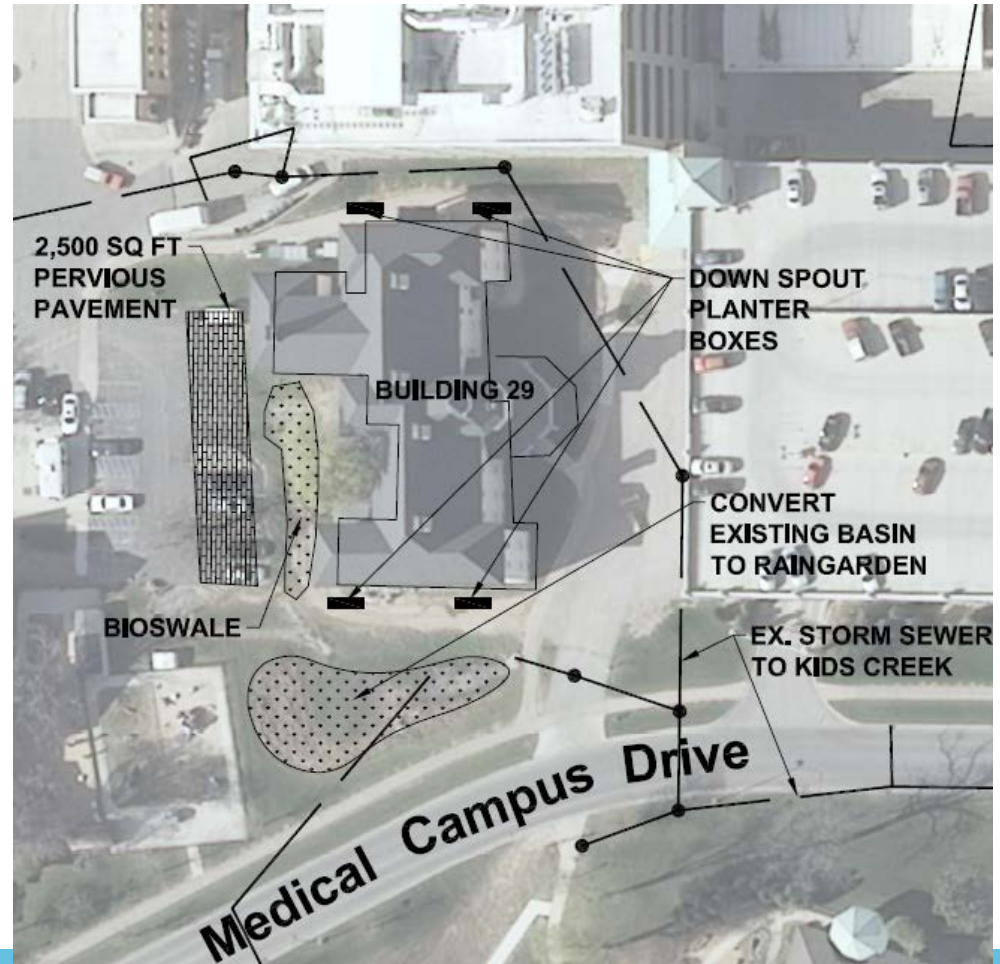 2,500 SQ FT
PERVIOUS
PAVEMENT
DOWN SPOUT
PLANTER
BOXES
BUILDING 29
CONVERT
EXISTING BASIN
TO RAINGARDEN
BIOSWALE
EX. STORM SEWER
TO KIDS CREEK
Medical Campus Drive